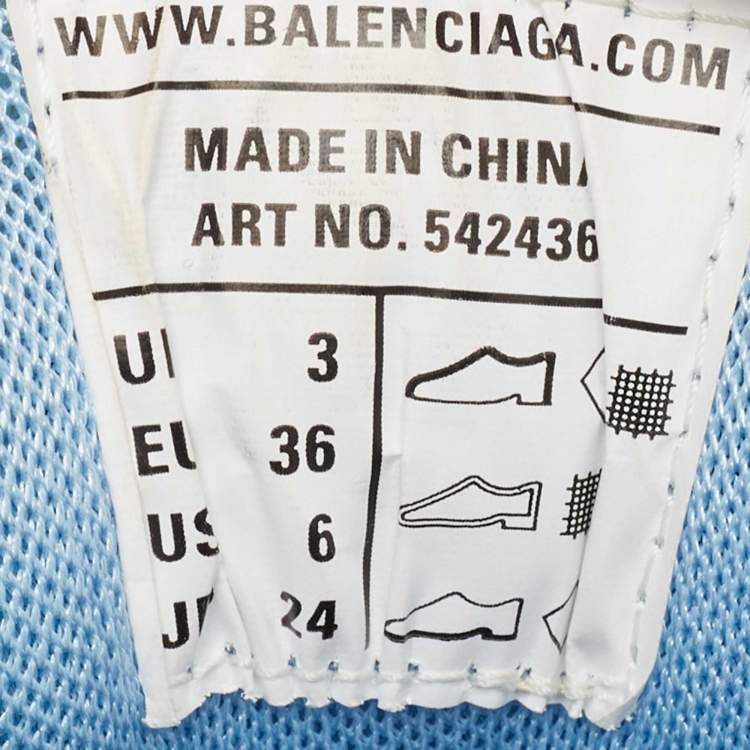 WWW.BALENCIAGA.COM
MADE IN CHINA
ART NO. 542436
UK 3
EU 36
US 6
JP 24